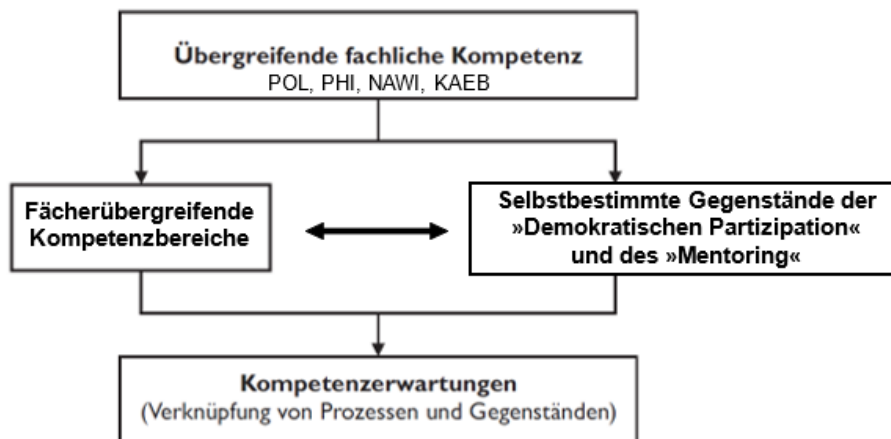 Übergreifende fachliche Kompetenz
POL, PHI, NAWI, KAEB
Fächerübergreifende
Kompetenzbereiche
Selbstbestimmte Gegenstände der
»Demokratischen Partizipation«
und des »Mentoring«
Kompetenzerwartungen
(Verknüpfung von Prozessen und Gegenständen)